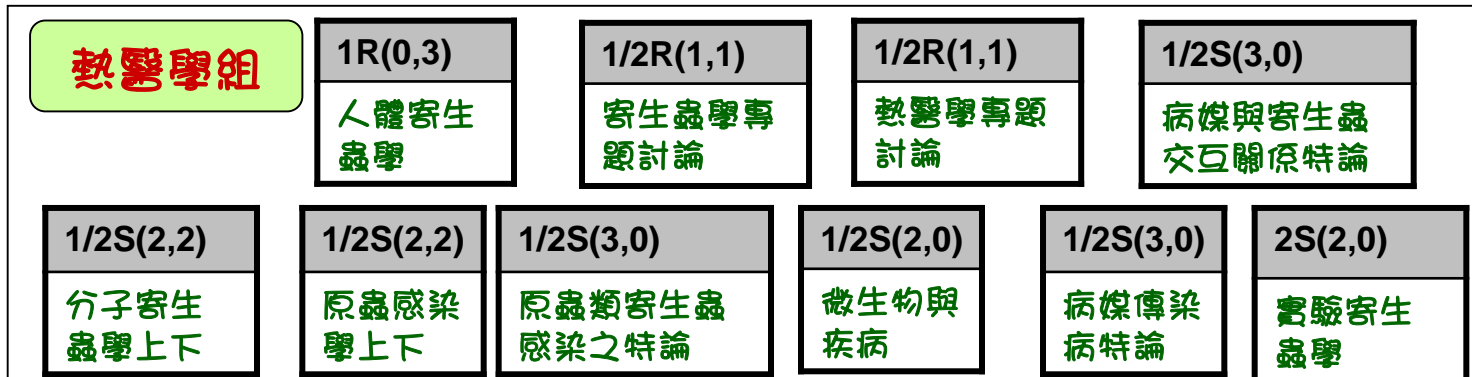 熱醫學組
1R(0,3)
人體寄生
蟲學
1/2R(1,1)
寄生蟲學專
題討論
1/2R(1,1)
熱醫學專題
討論
1/2S(3,0)
病媒與寄生蟲
交互關係特論
1/2S(2,2)
分子寄生
蟲學上下
1/2S(2,2)
原蟲感染
學上下
1/2S(3,0)
原蟲類寄生蟲
感染之特論
1/2S(2,0)
微生物與
疾病
1/2S(3,0)
病媒傳染
病特論
2S(2,0)
實驗寄生
蟲學